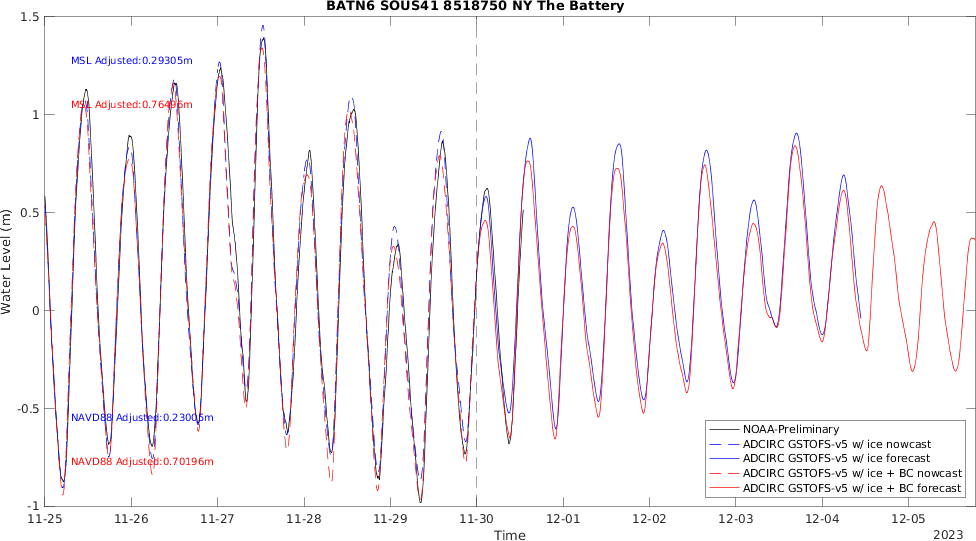 BATN6 SOUS41 8518750 NY The Battery
1.5
MSL Adjusted:0.29305m
MSL Adjusted:0.76496m
1
0.5
Water Level (m)
0
-0.5
NAVD88 Adjusted:0.23005m
NAVD88 Adjusted:0.70196m
NOAA-Preliminary
ADCIRC GSTOFS-v5 w/ ice nowcast
ADCIRC GSTOFS-v5 w/ ice forecast
ADCIRC GSTOFS-v5 w/ ice + BC nowcast
ADCIRC GSTOFS-v5 w/ ice + BC forecast
-1
11-25 11-26 11-27 11-28 11-29 11-30 12-01 12-02 12-03 12-04 12-05
Time
2023